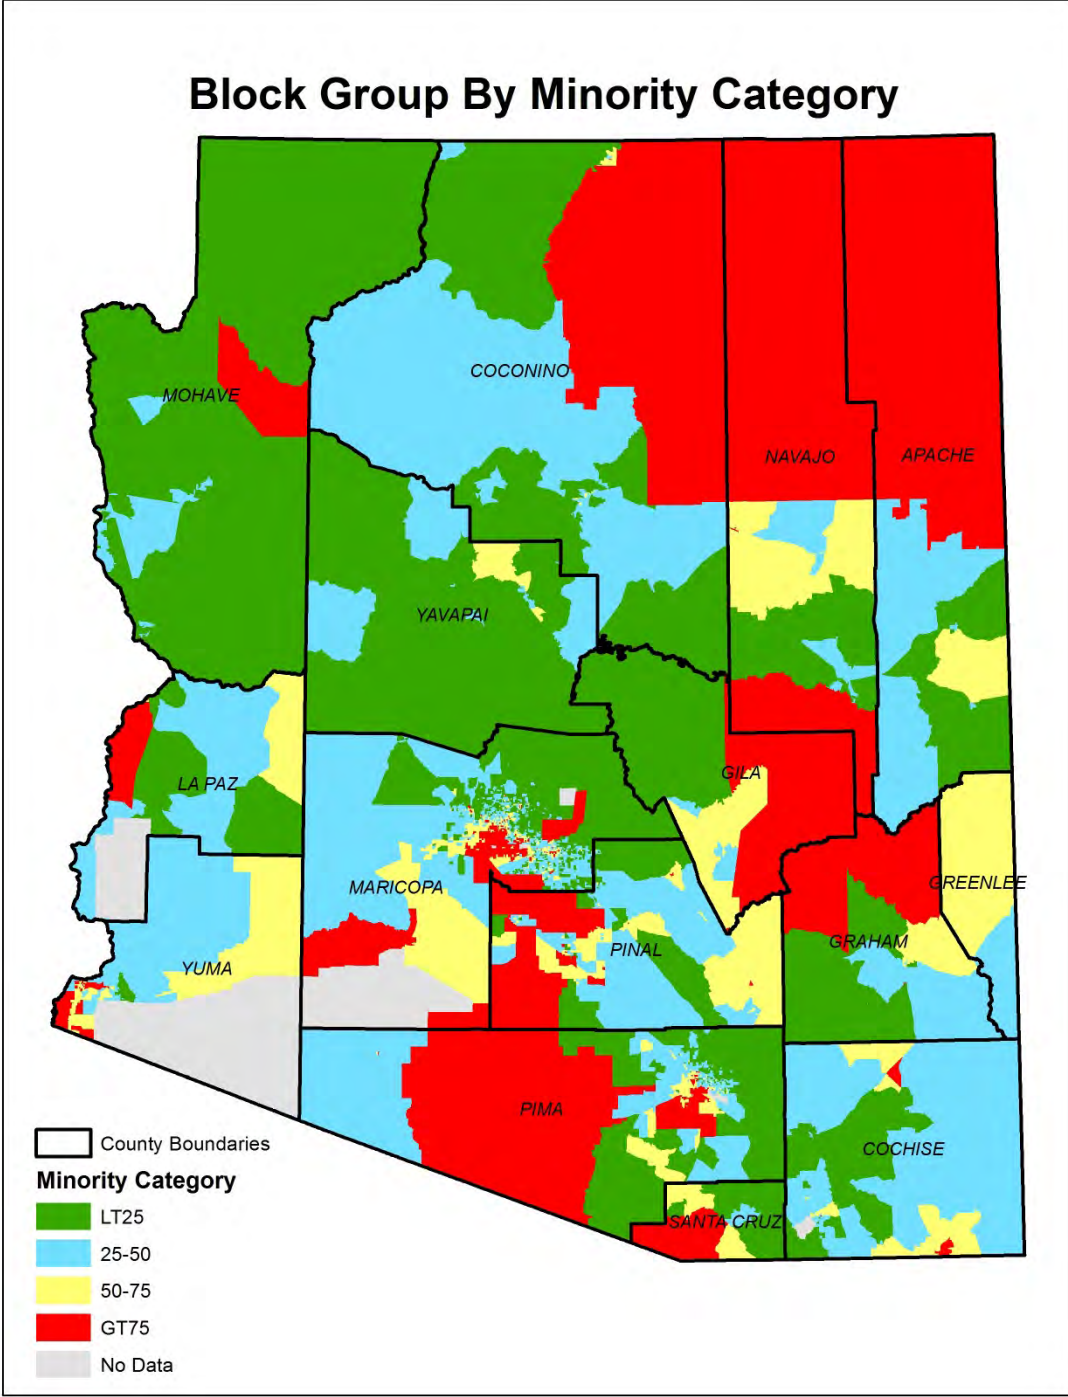 Block Group By Minority Category
COCONINO
MOHAVE
NAVAJO
APACHE
YAVAPAI
GILA
LA PAZ
MARICOPA
GREENLEE
GRAHAM
PINAL
YUMA
PIMA
COCHISE
SANTA CRUZ
County Boundaries
Minority Category
LT25
25-50
50-75
GT75
No Data